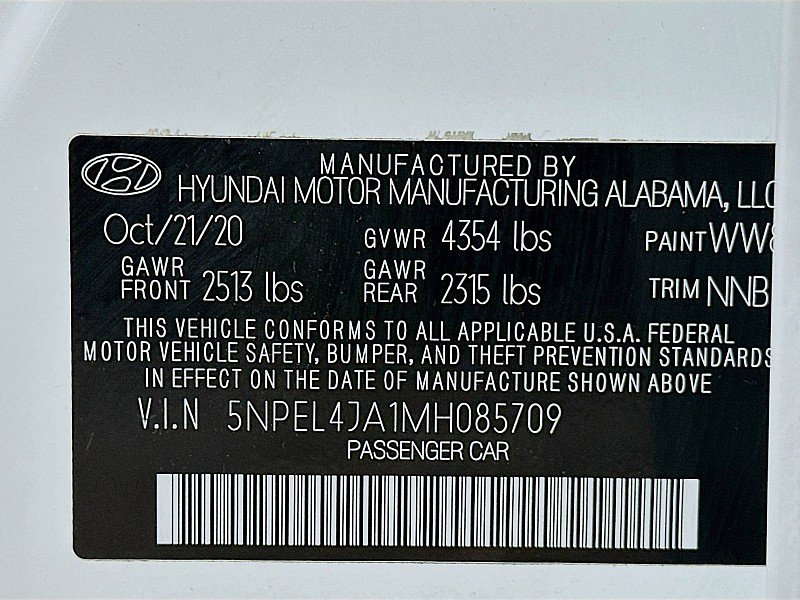 MANUFACTURED BY
HYUNDAI MOTOR MANUFACTURING ALABAMA, LLC
Oct/21/20 GVWR 4354 lbs PAINT WW8
GAWR FRONT 2513 lbs GAWR REAR 2315 lbs TRIM NNB
THIS VEHICLE CONFORMS TO ALL APPLICABLE U.S.A. FEDERAL
MOTOR VEHICLE SAFETY, BUMPER, AND THEFT PREVENTION STANDARDS
IN EFFECT ON THE DATE OF MANUFACTURE SHOWN ABOVE
V.I.N 5NPEL4JA1MH085709
PASSENGER CAR